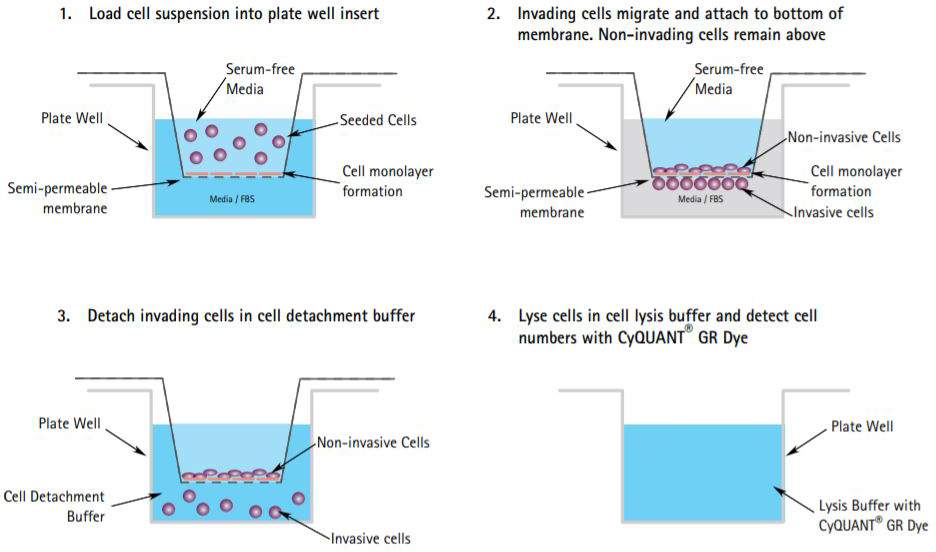 1. Load cell suspension into plate well insert
Serum-free
Media
Plate Well
Seeded Cells
Cell monolayer
formation
Semi-permeable
membrane
Media / FBS
2. Invading cells migrate and attach to bottom of
membrane. Non-invading cells remain above
Serum-free
Media
Plate Well
Non-invasive Cells
Cell monolayer
formation
Semi-permeable
membrane
Media / FBS
Invasive cells
3. Detach invading cells in cell detachment buffer
Plate Well
Non-invasive Cells
Cell Detachment
Buffer
Invasive cells
4. Lyse cells in cell lysis buffer and detect cell
numbers with CyQUANT® GR Dye
Plate Well
Lysis Buffer with
CyQUANT® GR Dye